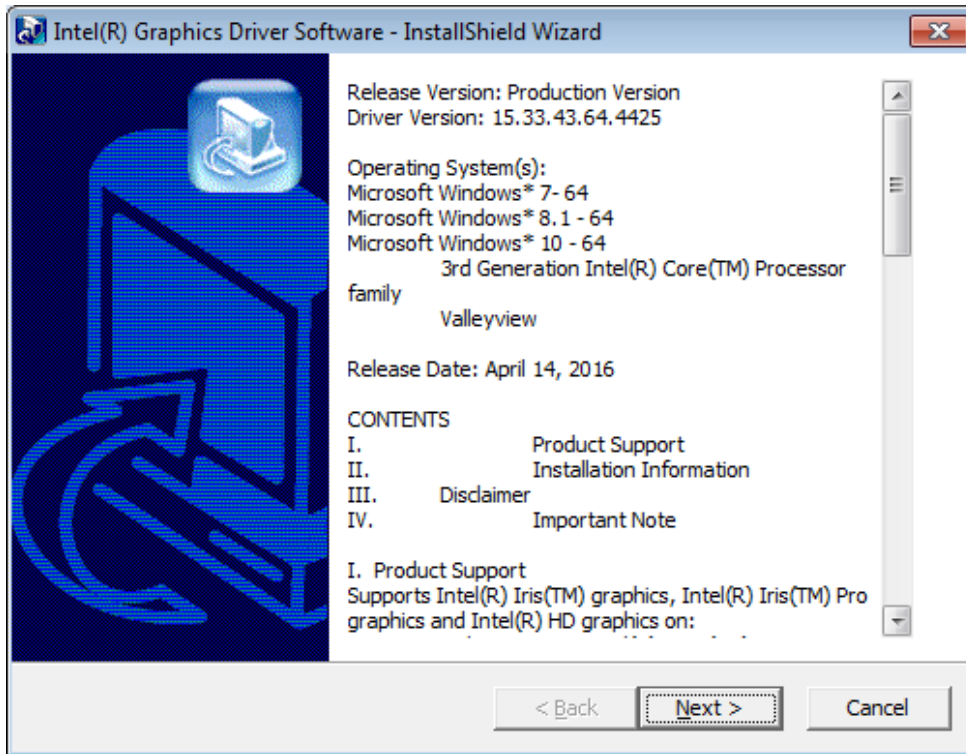 Intel(R) Graphics Driver Software - InstallShield Wizard
Release Version: Production Version
Driver Version: 15.33.43.64.4425
Operating System(s):
Microsoft Windows* 7- 64
Microsoft Windows* 8.1 - 64
Microsoft Windows* 10 - 64
3rd Generation Intel(R) Core(TM) Processor
family
Valleyview
Release Date: April 14, 2016
CONTENTS
I. Product Support
II. Installation Information
III. Disclaimer
IV. Important Note
I. Product Support
Supports Intel(R) Iris(TM) graphics, Intel(R) Iris(TM) Pro
graphics and Intel(R) HD graphics on:
< Back
Next >
Cancel